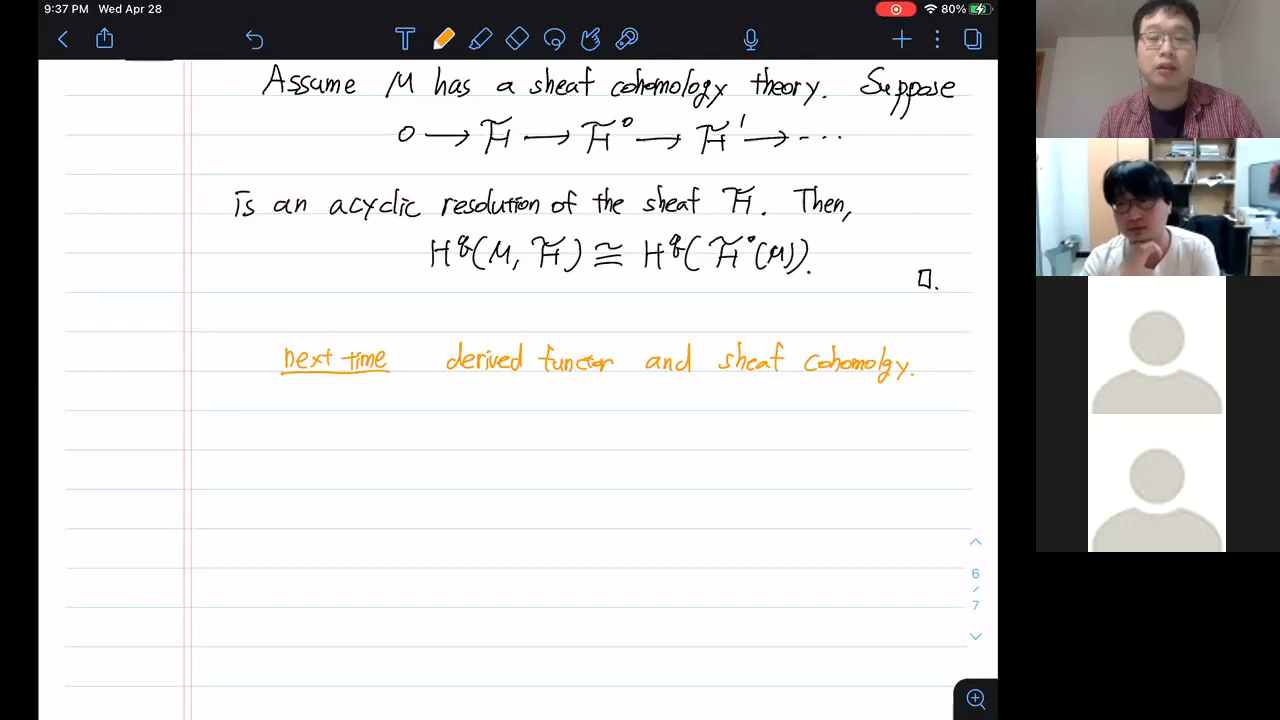 9:37 PM Wed Apr 28
80%
T
Assume M has a sheaf cohomology theory. Suppose
0 → F → F⁰ → F¹ → ...
is an acyclic resolution of the sheaf F. Then,
H^q(M, F) ≅ H^q(F^•(M)).
□.
next time derived functor and sheaf cohomolgy.
6
/
7